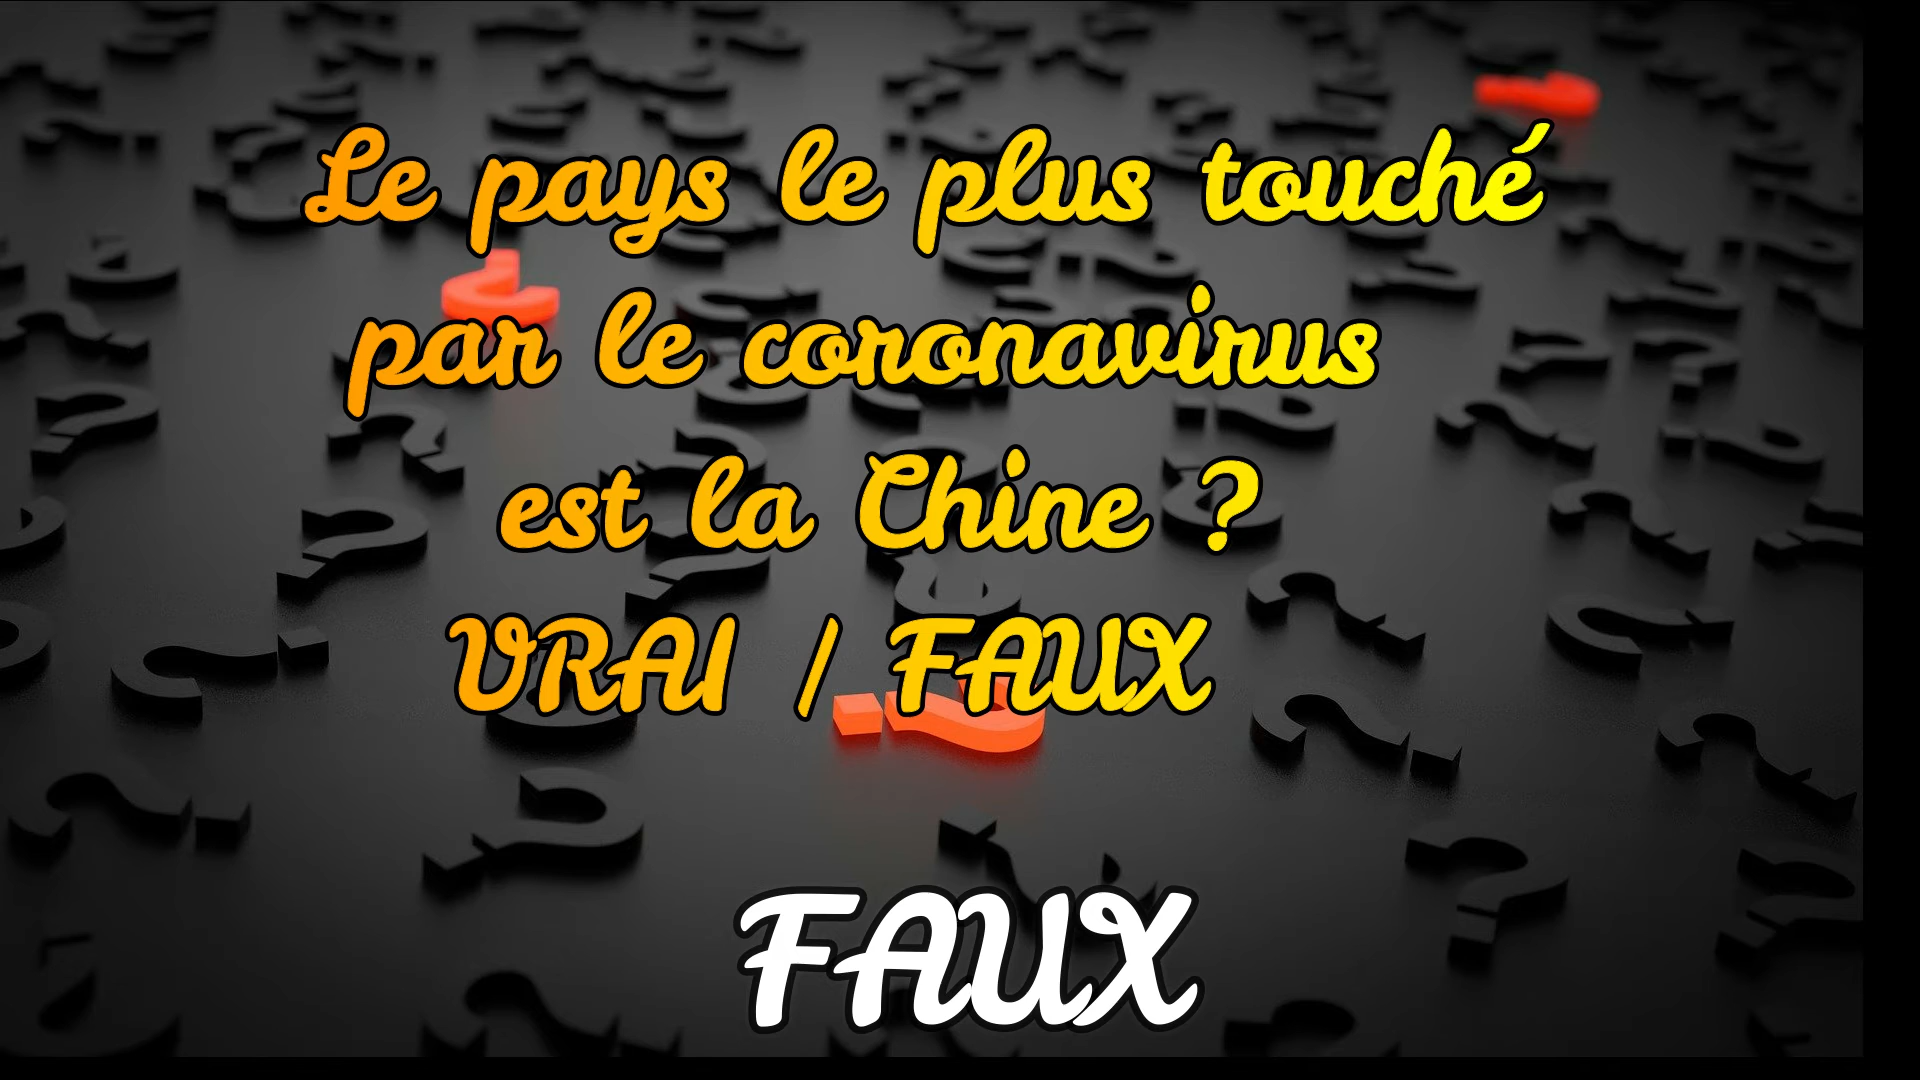 Le pays le plus touché
par le coronavirus
est la Chine ?
VRAI / FAUX
FAUX